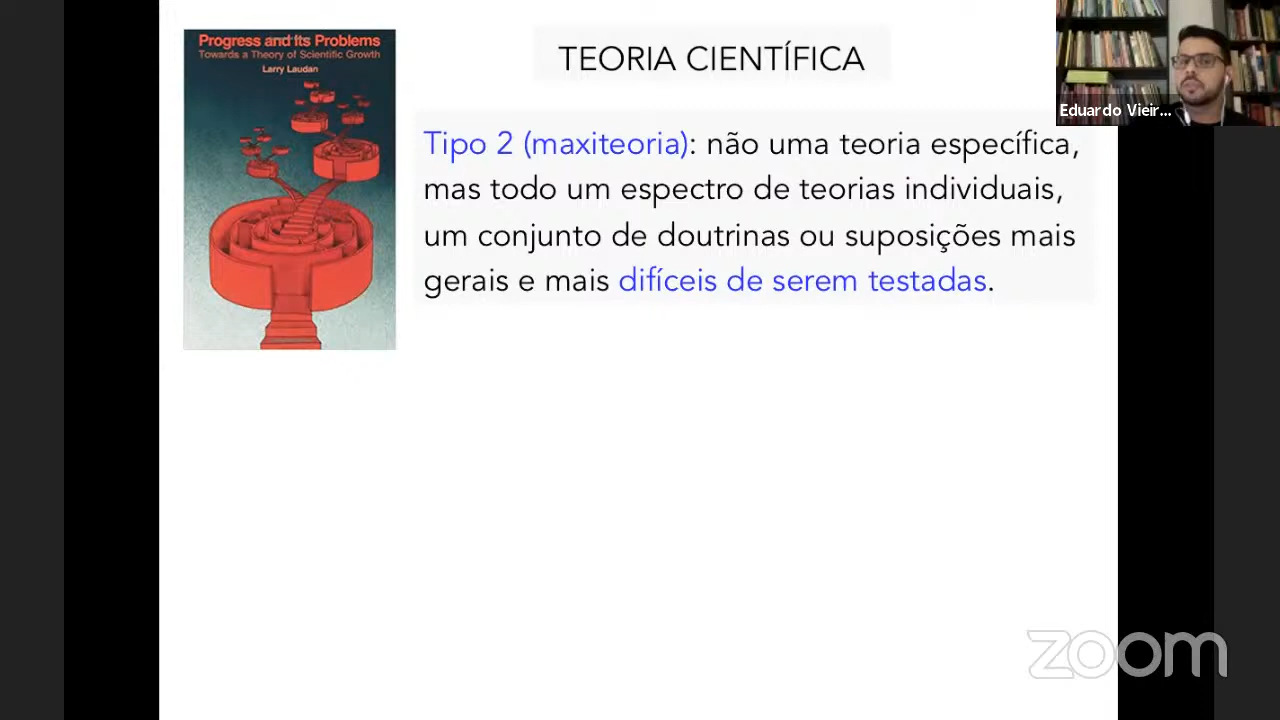 Progress and Its Problems
Towards a Theory of Scientific Growth
Larry Laudan
TEORIA CIENTÍFICA
Eduardo Vieir...
Tipo 2 (maxiteoria): não uma teoria específica,
mas todo um espectro de teorias individuais,
um conjunto de doutrinas ou suposições mais
gerais e mais difíceis de serem testadas.
zoom